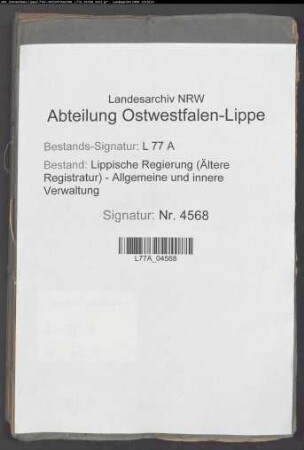 Landesarchiv NRW
Abteilung Ostwestfalen-Lippe
Bestands-Signatur: L 77 A
Bestand: Lippische Regierung (Ältere
Registratur) - Allgemeine und innere
Verwaltung
Signatur: Nr. 4568
L77A_04568